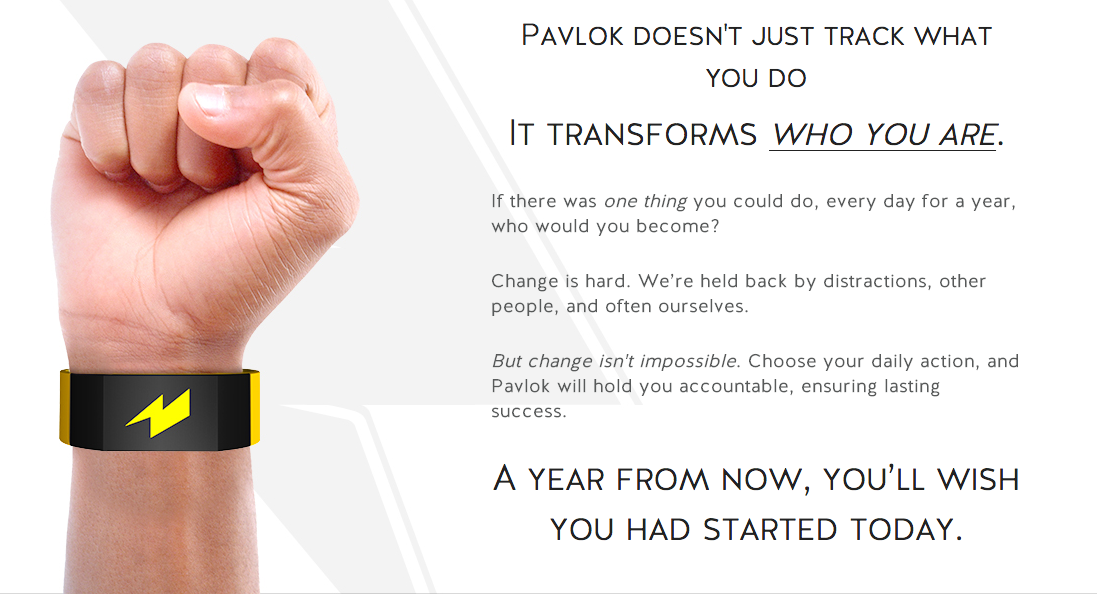 Pavlok doesn't just track what
you do
It transforms who you are.
If there was one thing you could do, every day for a year,
who would you become?
Change is hard. We're held back by distractions, other
people, and often ourselves.
But change isn't impossible. Choose your daily action, and
Pavlok will hold you accountable, ensuring lasting
success.
A year from now, you'll wish
you had started today.